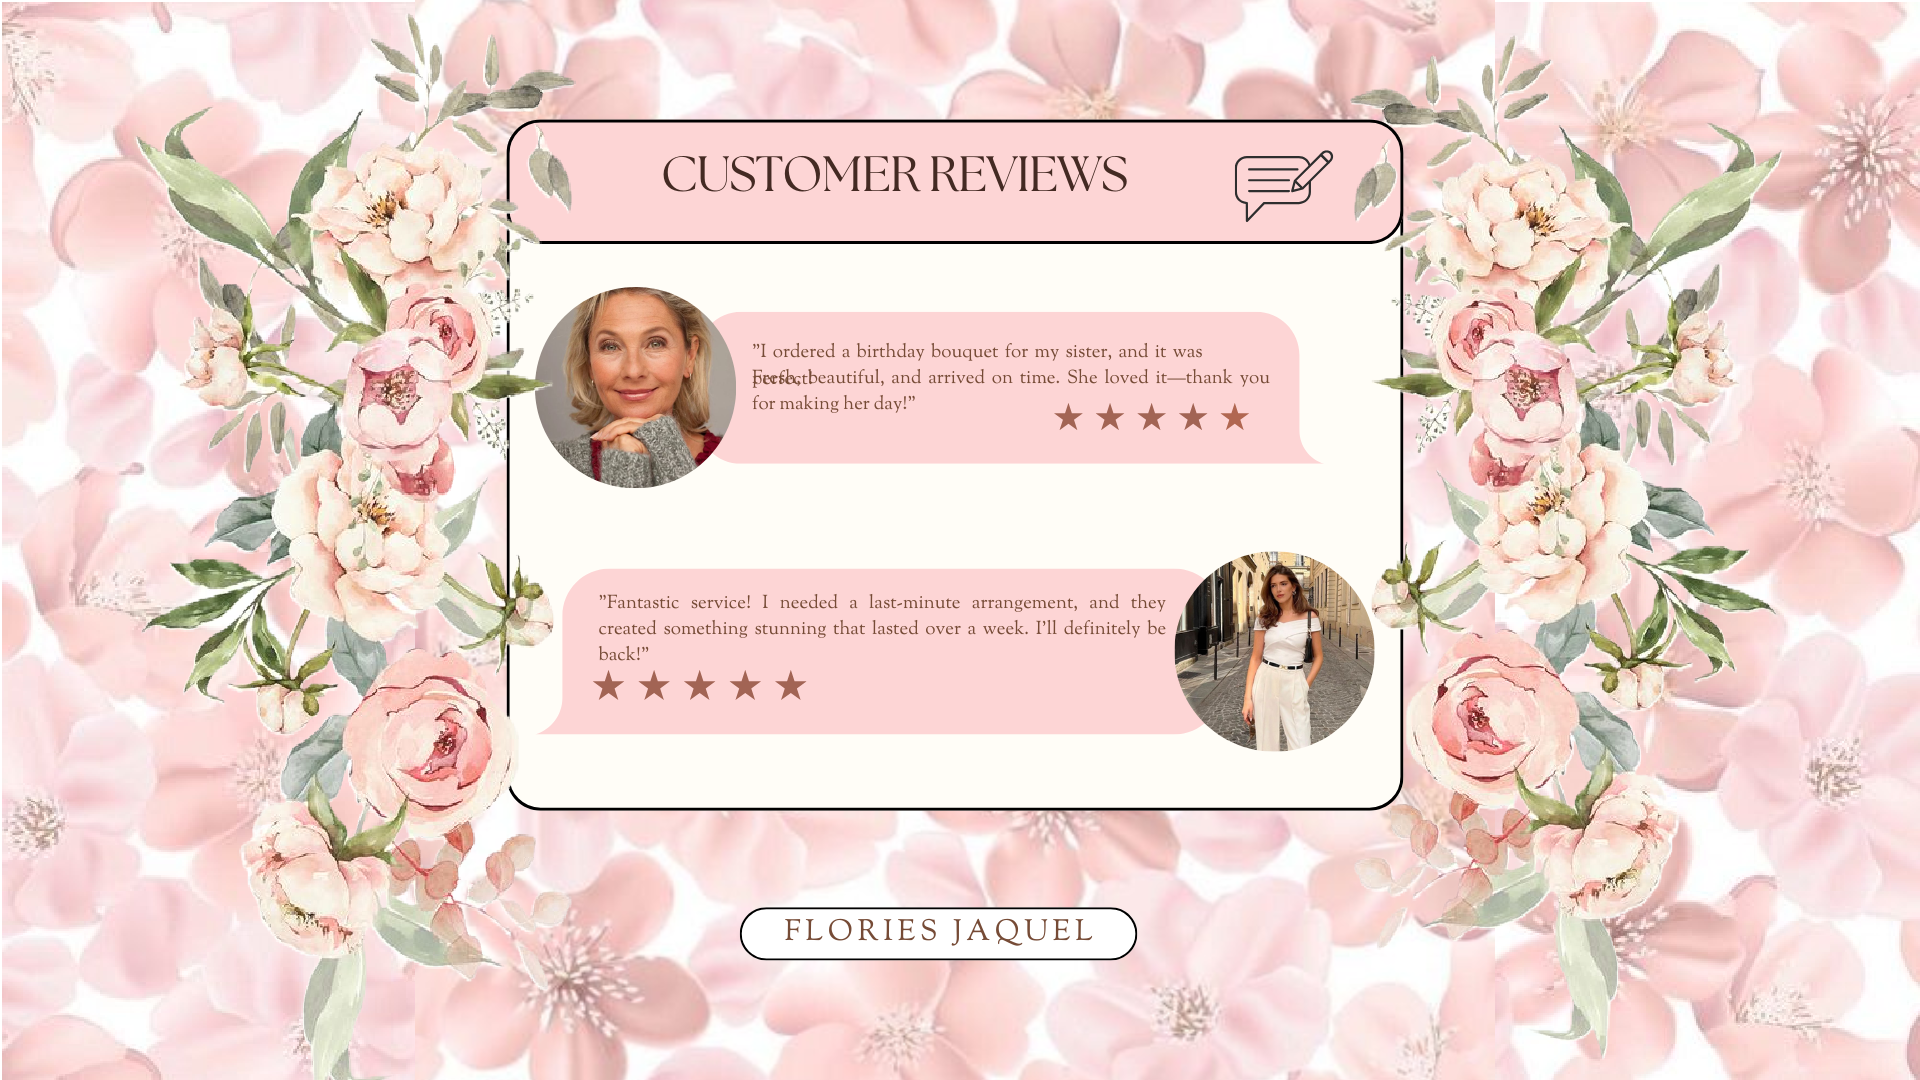 CUSTOMER REVIEWS
”I ordered a birthday bouquet for my sister, and it was
perfect!
Fresh, beautiful, and arrived on time. She loved it—thank you
for making her day!”
”Fantastic service! I needed a last-minute arrangement, and they
created something stunning that lasted over a week. I’ll definitely be
back!”
FLORIES JAQUEL